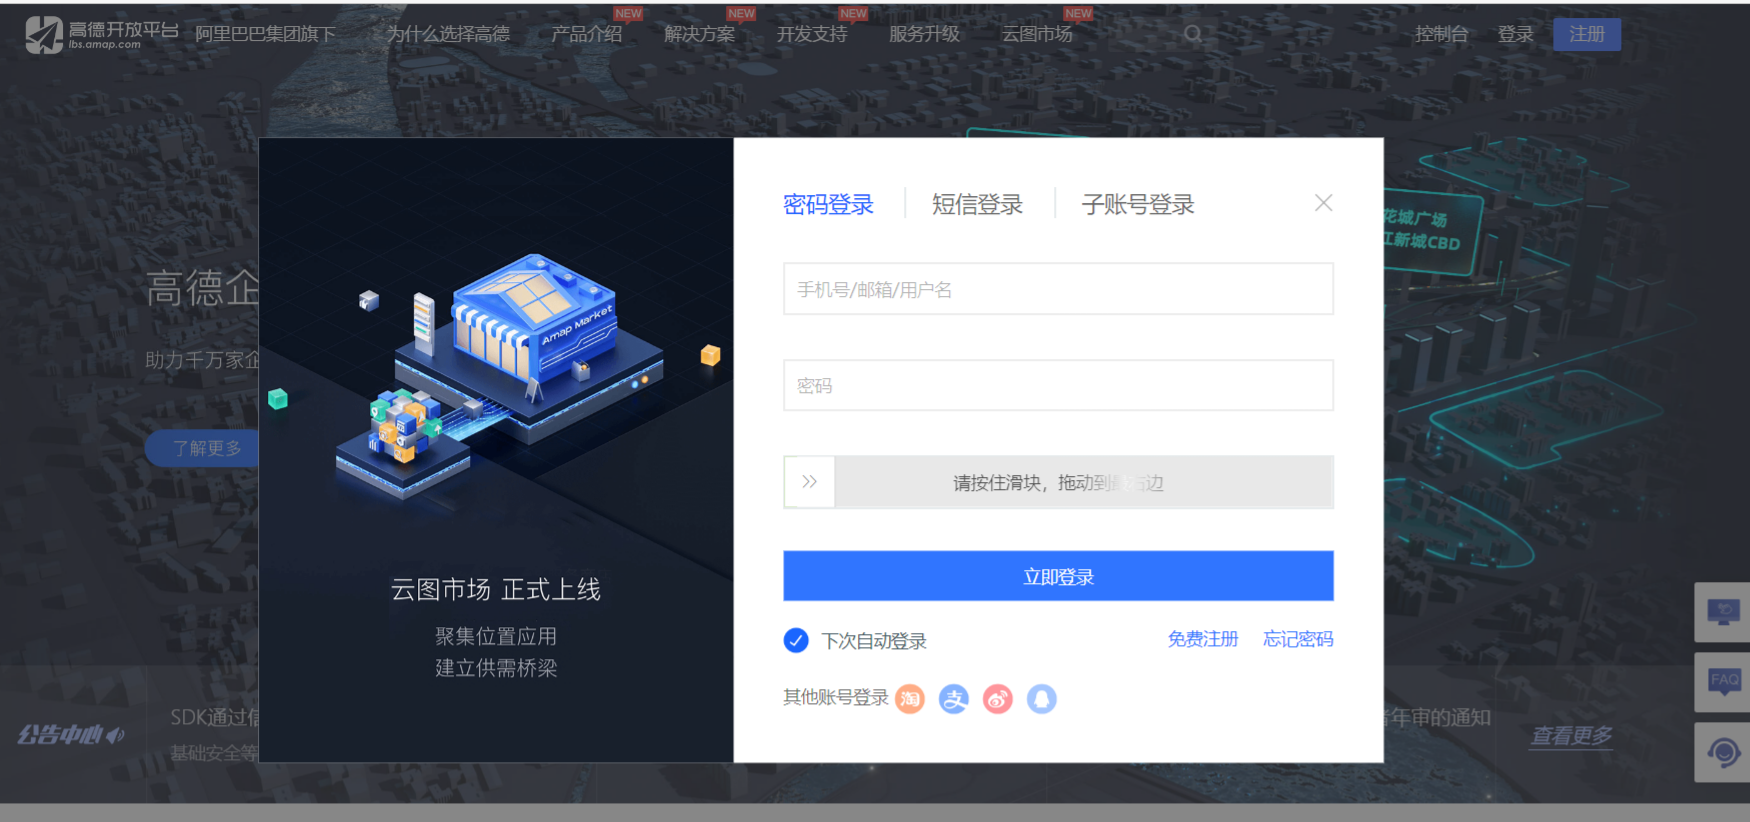 高德开放平台 lbs.amap.com 阿里巴巴集团旗下 为什么选择高德 产品介绍 NEW 解决方案 NEW 开发支持 NEW 服务升级 云图市场 NEW 控制台 登录 注册
花城广场
江新城CBD
高德企
助力千万家企
了解更多
Amap Market
云图市场 正式上线
聚集位置应用
建立供需桥梁
密码登录 短信登录 子账号登录
手机号/邮箱/用户名
密码
请按住滑块，拖动到最右边
立即登录
下次自动登录 免费注册 忘记密码
其他账号登录 淘 支
FAQ
公告中心
SDK通过信
基础安全等
年审的通知
查看更多